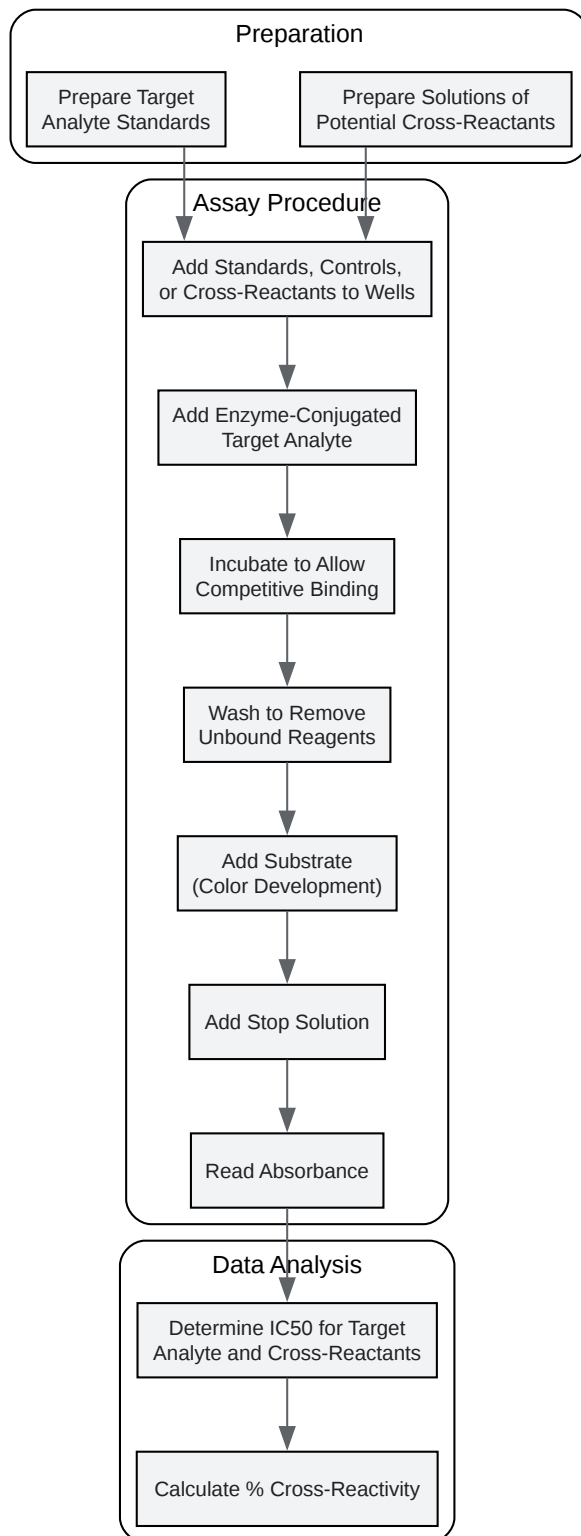 Preparation
Prepare Target
Analyte Standards
Prepare Solutions of
Potential Cross-Reactants
Assay Procedure
Add Standards, Controls,
or Cross-Reactants to Wells
Add Enzyme-Conjugated
Target Analyte
Incubate to Allow
Competitive Binding
Wash to Remove
Unbound Reagents
Add Substrate
(Color Development)
Add Stop Solution
Read Absorbance
Data Analysis
Determine IC50 for Target
Analyte and Cross-Reactants
Calculate % Cross-Reactivity